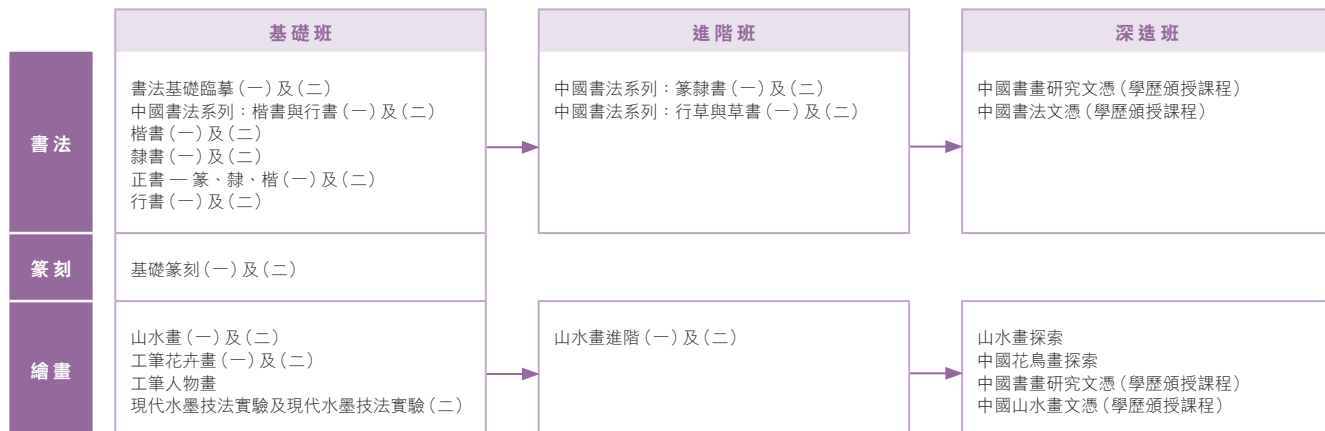 基礎班
進階班
深造班
書法
書法基礎臨摹(一)及(二)
中國書法系列：楷書與行書(一)及(二)
楷書(一)及(二)
隸書(一)及(二)
正書 — 篆、隸、楷(一)及(二)
行書(一)及(二)
中國書法系列：篆隸書(一)及(二)
中國書法系列：行草與草書(一)及(二)
中國書畫研究文憑(學歷頒授課程)
中國書法文憑(學歷頒授課程)
篆刻
基礎篆刻(一)及(二)
繪畫
山水畫(一)及(二)
工筆花卉畫(一)及(二)
工筆人物畫
現代水墨技法實驗及現代水墨技法實驗(二)
山水畫進階(一)及(二)
山水畫探索
中國花鳥畫探索
中國書畫研究文憑(學歷頒授課程)
中國山水畫文憑(學歷頒授課程)